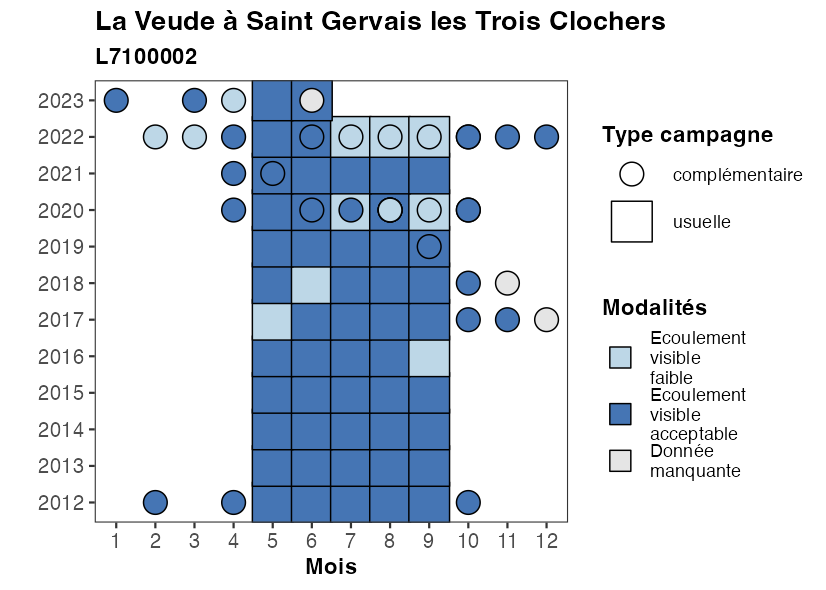 La Veude à Saint Gervais les Trois Clochers
L7100002
2023
2022
2021
2020
2019
2018
2017
2016
2015
2014
2013
2012
1 2 3 4 5 6 7 8 9 10 11 12
Mois
Type campagne
complémentaire
usuelle
Modalités
Ecoulement
visible
faible
Ecoulement
visible
acceptable
Donnée
manquante